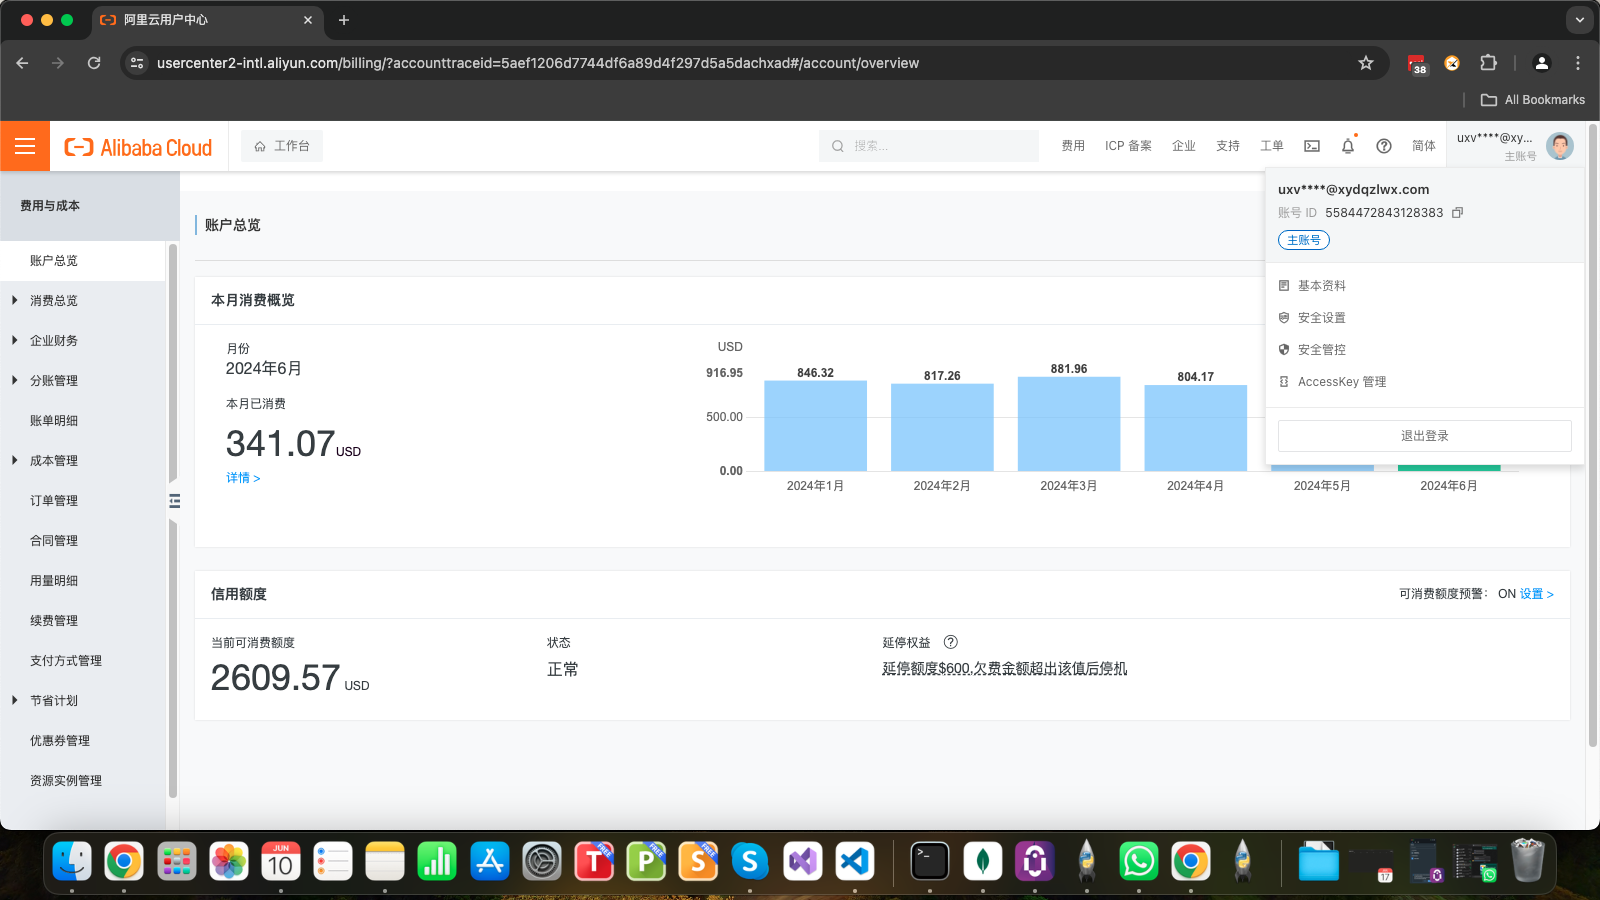 阿里云用户中心
usercenter2-intl.aliyun.com/billing/?accounttraceid=5aef1206d7744df6a89d4f297d5a5dachxad#/account/overview
38
All Bookmarks
Alibaba Cloud
工作台
搜索...
费用
ICP 备案
企业
支持
工单
简体
uxv****@xy...
主账号
uxv****@xydqzlwx.com
账号 ID 5584472843128383
主账号
基本资料
安全设置
安全管控
AccessKey 管理
退出登录
费用与成本
账户总览
消费总览
企业财务
分账管理
账单明细
成本管理
订单管理
合同管理
用量明细
续费管理
支付方式管理
节省计划
优惠券管理
资源实例管理
账户总览
本月消费概览
月份
2024年6月
本月已消费
341.07 USD
详情 >
USD
916.95
500.00
0.00
846.32
817.26
881.96
804.17
2024年1月
2024年2月
2024年3月
2024年4月
2024年5月
2024年6月
信用额度
可消费额度预警： ON 设置 >
当前可消费额度
2609.57 USD
状态
正常
延停权益
延停额度$600,欠费金额超出该值后停机
JUN
10
T
FREE
P
FREE
S
FREE
17